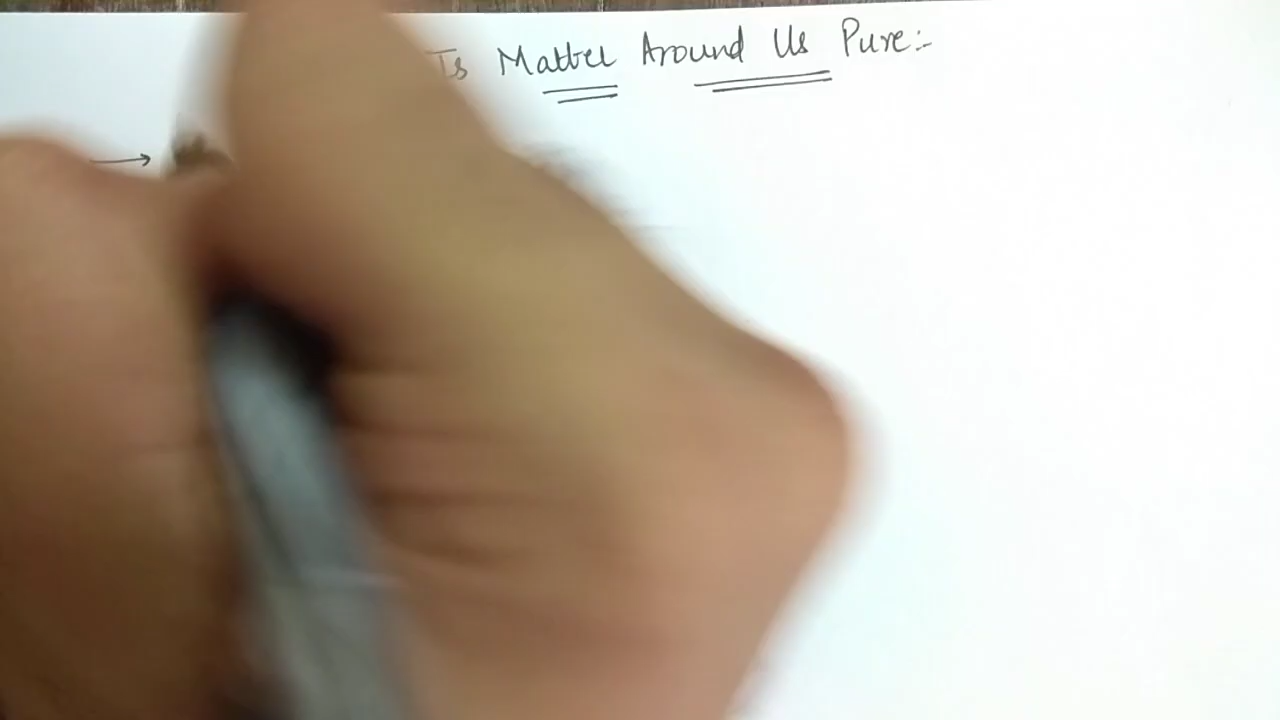 Is Matter Around Us Pure:-
→